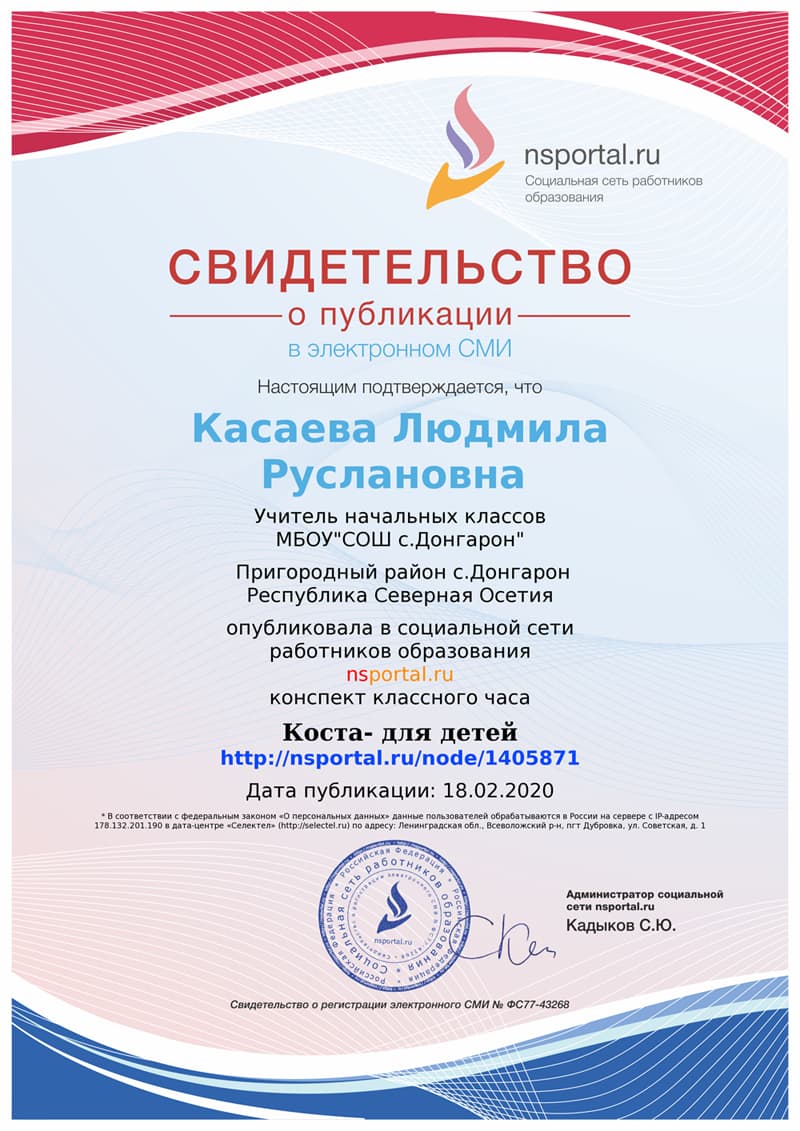 nsportal.ru
Социальная сеть работников
образования
СВИДЕТЕЛЬСТВО
о публикации
в электронном СМИ
Настоящим подтверждается, что
Касаева Людмила
Руслановна
Учитель начальных классов
МБОУ"СОШ с.Донгарон"
Пригородный район с.Донгарон
Республика Северная Осетия
опубликовала в социальной сети
работников образования
nsportal.ru
конспект классного часа
Коста- для детей
http://nsportal.ru/node/1405871
Дата публикации: 18.02.2020
* В соответствии с федеральным законом «О персональных данных» данные пользователей обрабатываются в России на сервере с IP-адресом
178.132.201.190 в дата-центре «Селектел» (http://selectel.ru) по адресу: Ленинградская обл., Всеволожский р-н, пгт Дубровка, ул. Советская, д. 1
Российская Федерация * Российская Федерация * Российская Федерация *
Социальная сеть работников образования *
nsportal.ru
Администратор социальной
сети nsportal.ru
Кадыков С.Ю.
Свидетельство о регистрации электронного СМИ № ФС77-43268